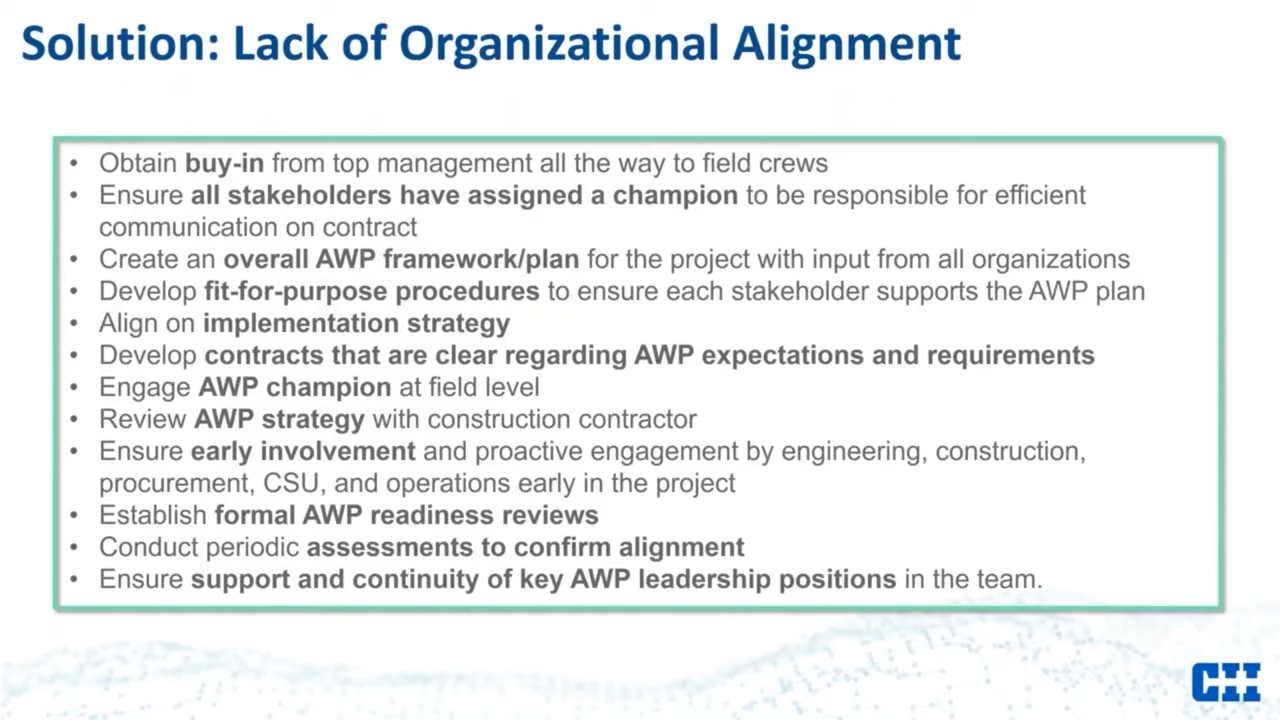 Solution: Lack of Organizational Alignment
• Obtain buy-in from top management all the way to field crews
• Ensure all stakeholders have assigned a champion to be responsible for efficient
communication on contract
• Create an overall AWP framework/plan for the project with input from all organizations
• Develop fit-for-purpose procedures to ensure each stakeholder supports the AWP plan
• Align on implementation strategy
• Develop contracts that are clear regarding AWP expectations and requirements
• Engage AWP champion at field level
• Review AWP strategy with construction contractor
• Ensure early involvement and proactive engagement by engineering, construction,
procurement, CSU, and operations early in the project
• Establish formal AWP readiness reviews
• Conduct periodic assessments to confirm alignment
• Ensure support and continuity of key AWP leadership positions in the team.
CII